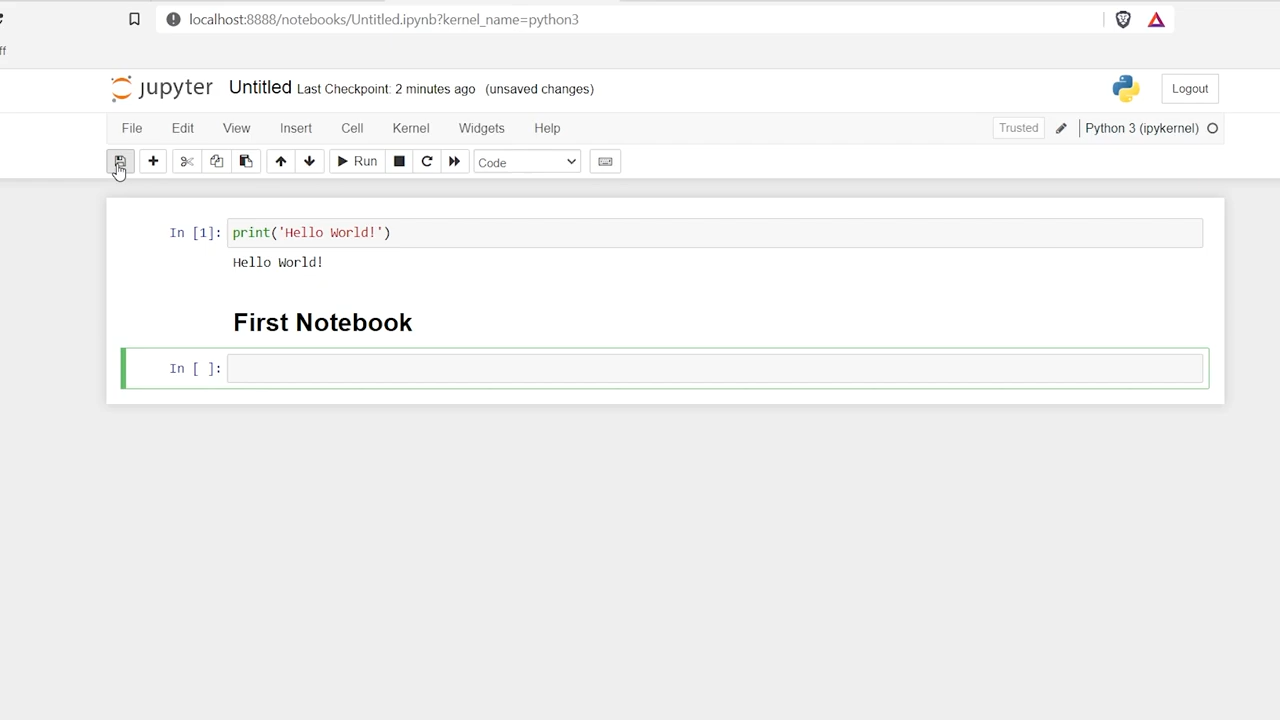 localhost:8888/notebooks/Untitled.ipynb?kernel_name=python3
ff
jupyter Untitled Last Checkpoint: 2 minutes ago (unsaved changes) Logout
File Edit View Insert Cell Kernel Widgets Help Trusted Python 3 (ipykernel)
Run Code
In [1]: print('Hello World!')
Hello World!
First Notebook
In [ ]: